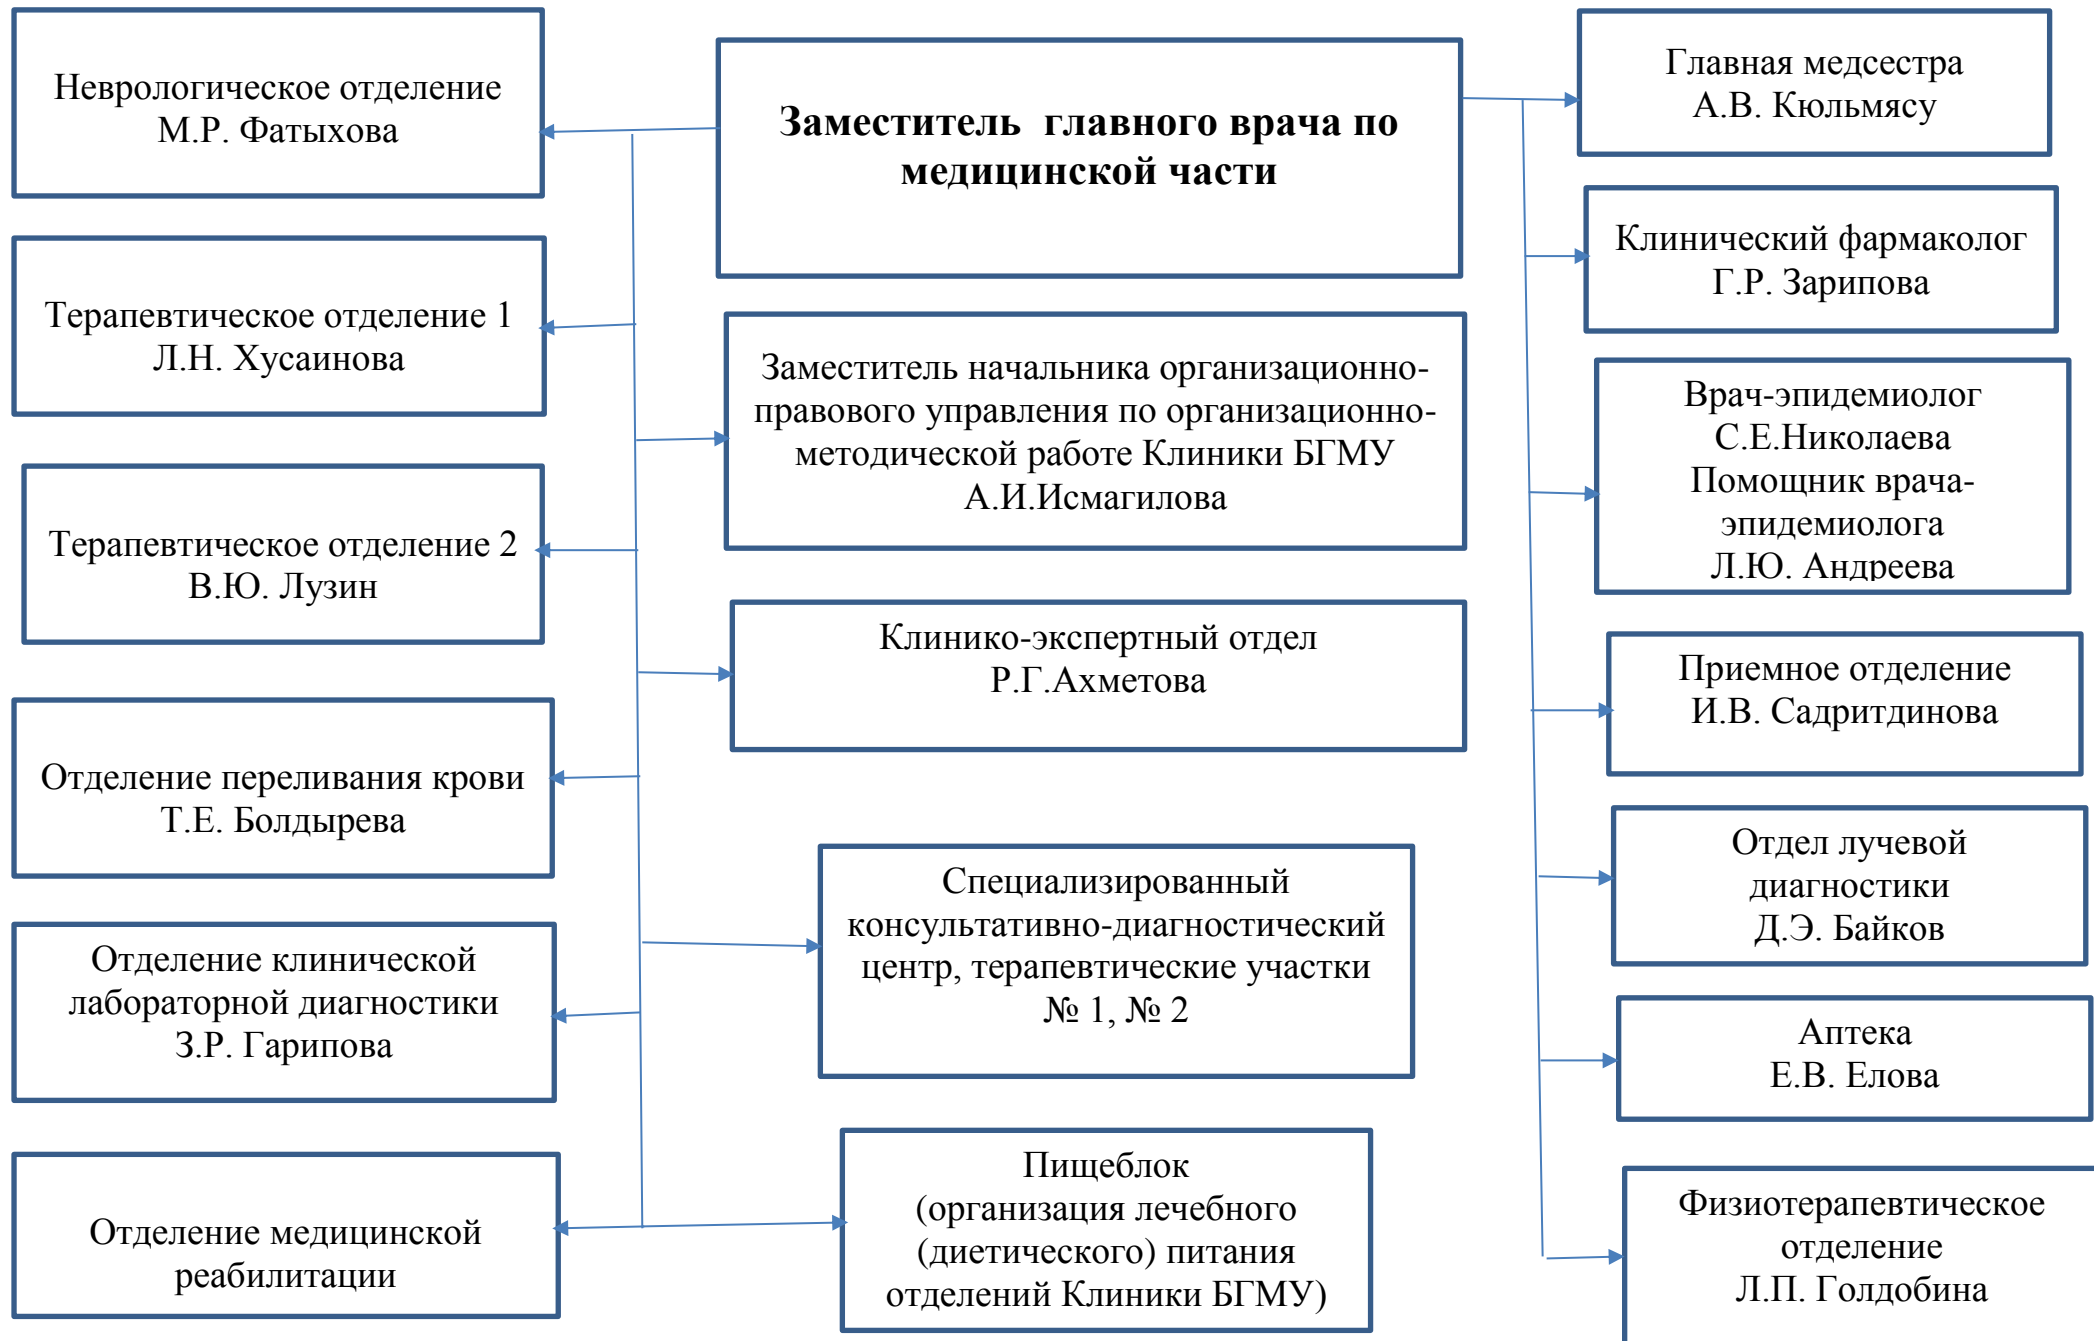 Неврологическое отделение
М.Р. Фатыхова
Терапевтическое отделение 1
Л.Н. Хусаинова
Терапевтическое отделение 2
В.Ю. Лузин
Отделение переливания крови
Т.Е. Болдырева
Отделение клинической
лабораторной диагностики
З.Р. Гарипова
Отделение медицинской
реабилитации
Заместитель главного врача по
медицинской части
Заместитель начальника организационно-
правового управления по организационно-
методической работе Клиники БГМУ
А.И.Исмагилова
Клинико-экспертный отдел
Р.Г.Ахметова
Специализированный
консультативно-диагностический
центр, терапевтические участки
№ 1, № 2
Пищеблок
(организация лечебного
(диетического) питания
отделений Клиники БГМУ)
Главная медсестра
А.В. Кюльмясу
Клинический фармаколог
Г.Р. Зарипова
Врач-эпидемиолог
С.Е.Николаева
Помощник врача-
эпидемиолога
Л.Ю. Андреева
Приемное отделение
И.В. Садритдинова
Отдел лучевой
диагностики
Д.Э. Байков
Аптека
Е.В. Елова
Физиотерапевтическое
отделение
Л.П. Голдобина